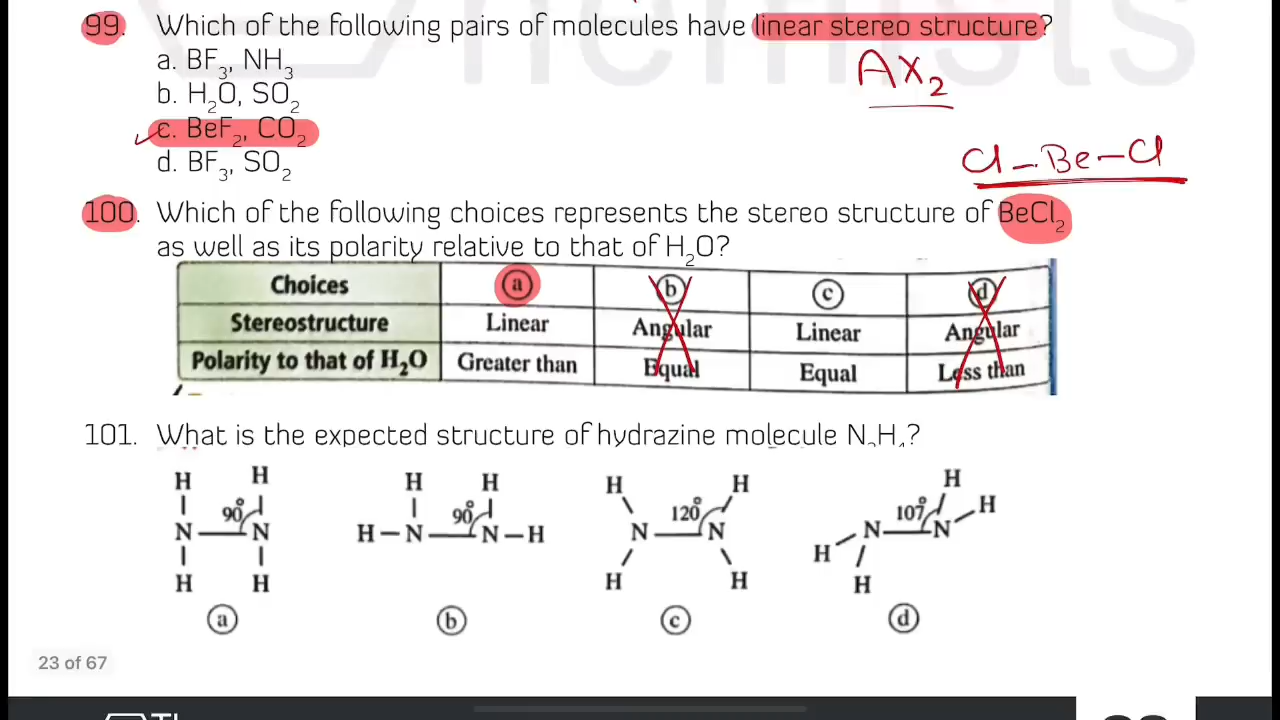 99. Which of the following pairs of molecules have linear stereo structure?
a. BF3, NH3
AX2
b. H2O, SO2
c. BeF2, CO2
Cl-Be-Cl
d. BF3, SO2
100. Which of the following choices represents the stereo structure of BeCl2
as well as its polarity relative to that of H2O?
Choices a b c d
Stereostructure Linear Angular Linear Angular
Polarity to that of H2O Greater than Equal Equal Less than
101. What is the expected structure of hydrazine molecule N2H4?
H H H H H H H
90° 90° 120° 107° H
N N H-N N-H N N N N
H
H H H H H
a b c d
23 of 67